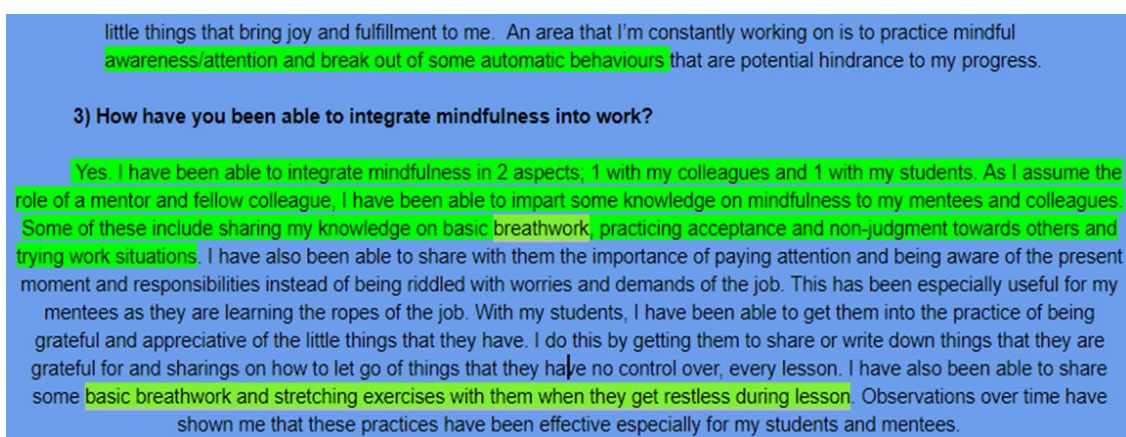 little things that bring joy and fulfillment to me.  An area that I'm constantly working on is to practice mindful
awareness/attention and break out of some automatic behaviours that are potential hindrance to my progress.
3) How have you been able to integrate mindfulness into work?
Yes. I have been able to integrate mindfulness in 2 aspects; 1 with my colleagues and 1 with my students. As I assume the
role of a mentor and fellow colleague, I have been able to impart some knowledge on mindfulness to my mentees and colleagues.
Some of these include sharing my knowledge on basic breathwork, practicing acceptance and non-judgment towards others and
trying work situations. I have also been able to share with them the importance of paying attention and being aware of the present
moment and responsibilities instead of being riddled with worries and demands of the job. This has been especially useful for my
mentees as they are learning the ropes of the job. With my students, I have been able to get them into the practice of being
grateful and appreciative of the little things that they have. I do this by getting them to share or write down things that they are
grateful for and sharings on how to let go of things that they have no control over, every lesson. I have also been able to share
some basic breathwork and stretching exercises with them when they get restless during lesson. Observations over time have
shown me that these practices have been effective especially for my students and mentees.